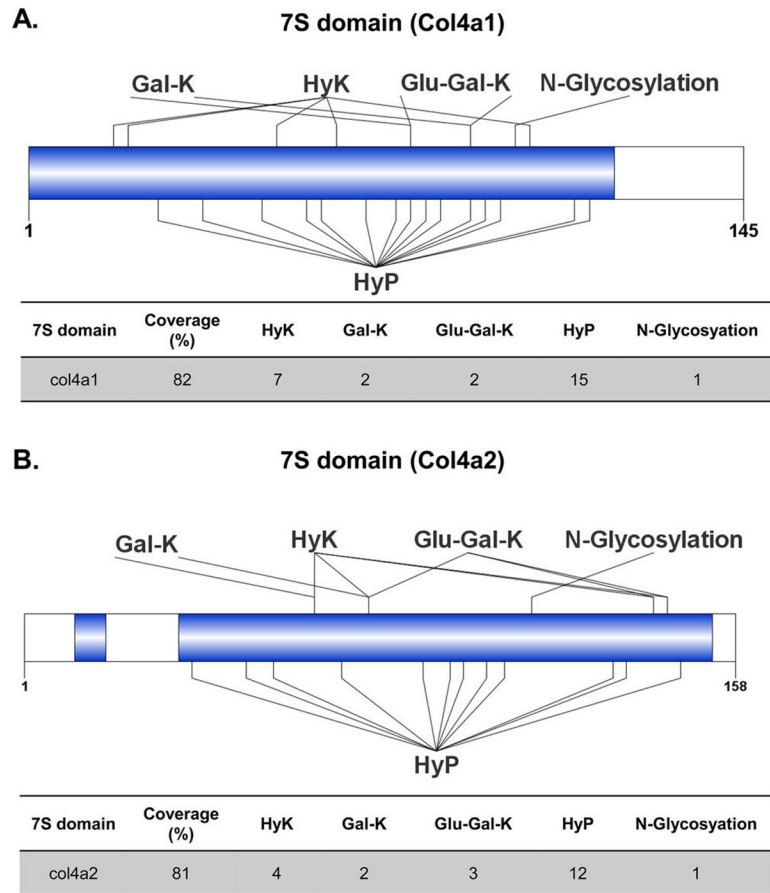 A.
7S domain (Col4a1)
Gal-K HyK Glu-Gal-K N-Glycosylation
1 145
HyP
7S domain Coverage (%) HyK Gal-K Glu-Gal-K HyP N-Glycosyation
col4a1 82 7 2 2 15 1
B.
7S domain (Col4a2)
Gal-K HyK Glu-Gal-K N-Glycosylation
1 158
HyP
7S domain Coverage (%) HyK Gal-K Glu-Gal-K HyP N-Glycosyation
col4a2 81 4 2 3 12 1